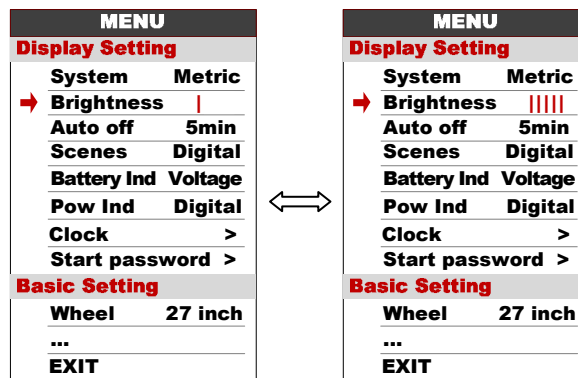 MENU
Display Setting
System Metric
Brightness |
Auto off 5min
Scenes Digital
Battery Ind Voltage
Pow Ind Digital
Clock >
Start password >
Basic Setting
Wheel 27 inch
...
EXIT
MENU
Display Setting
System Metric
Brightness |||||
Auto off 5min
Scenes Digital
Battery Ind Voltage
Pow Ind Digital
Clock >
Start password >
Basic Setting
Wheel 27 inch
...
EXIT